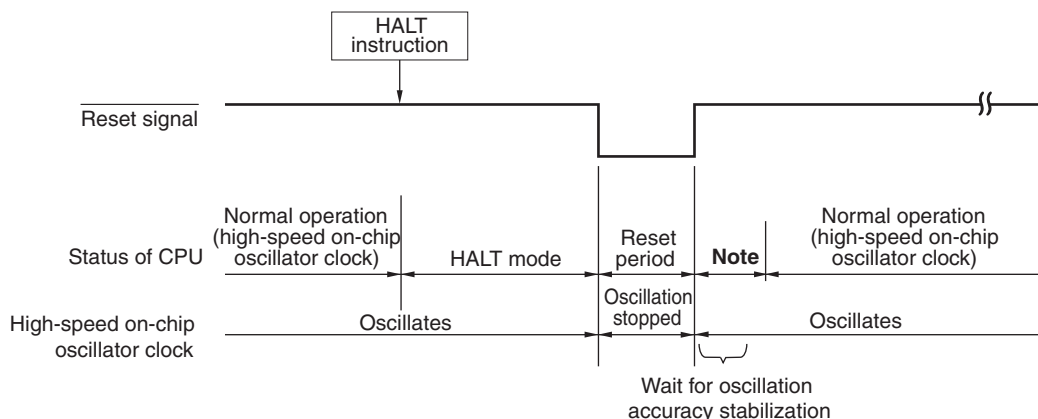 HALT
instruction
Reset signal
Normal operation
(high-speed on-chip
oscillator clock)
Status of CPU
HALT mode
Reset
period
Note
Normal operation
(high-speed on-chip
oscillator clock)
High-speed on-chip
oscillator clock
Oscillates
Oscillation
stopped
Oscillates
Wait for oscillation
accuracy stabilization